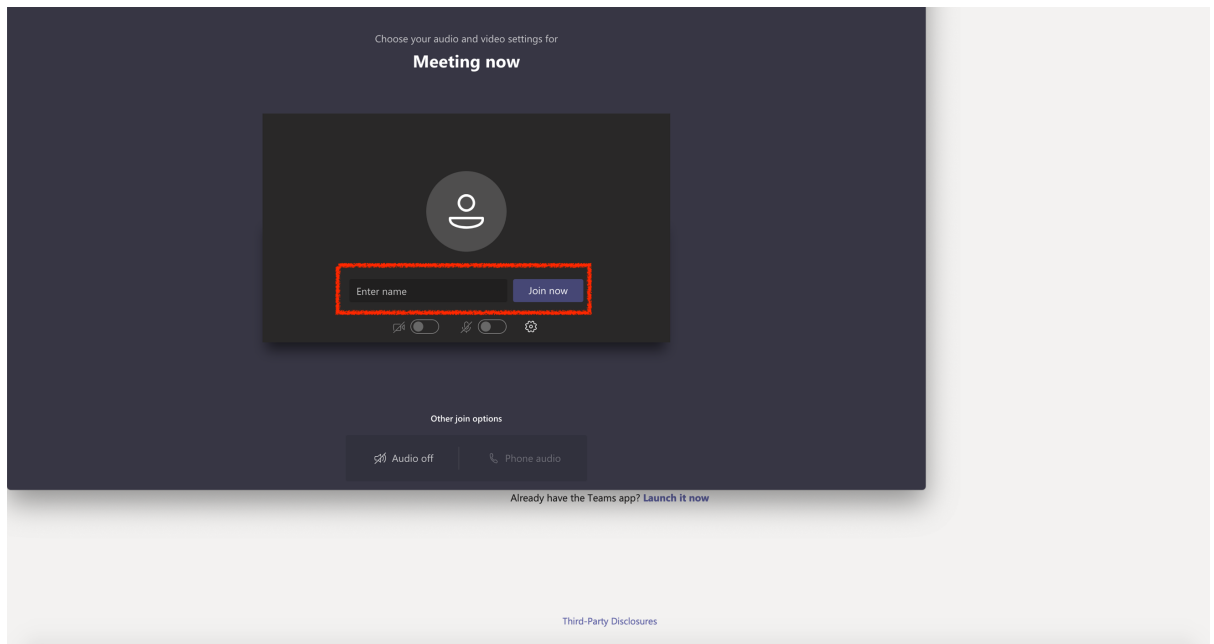 Choose your audio and video settings for
Meeting now
Enter name
Join now
Other join options
Audio off
Phone audio
Already have the Teams app? Launch it now
Third-Party Disclosures